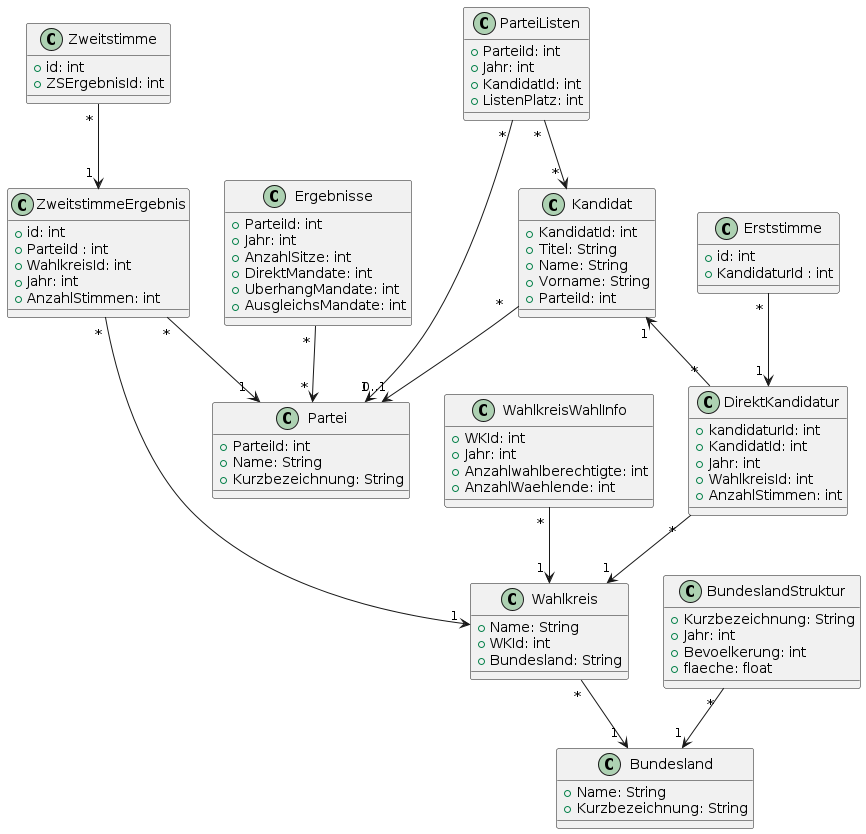 C ParteiListen
+ParteiId: int
+Jahr: int
+KandidatId: int
+ListenPlatz: int
C Zweitstimme
id: int
ZSErgebnisId: int
*
1
*
*
*
C ZweitstimmeErgebnis
id: int
ParteiId : int
WahlkreisId: int
Jahr: int
AnzahlStimmen: int
C Ergebnisse
ParteiId: int
Jahr: int
AnzahlSitze: int
DirektMandate: int
UberhangMandate: int
AusgleichsMandate: int
C Kandidat
KandidatId: int
Titel: String
Name: String
Vorname: String
ParteiId: int
C Erststimme
id: int
KandidaturId : int
*
*
*
*
1
*
1
*
1
*
0..1
1
C Partei
ParteiId: int
Name: String
Kurzbezeichnung: String
C WahlkreisWahlInfo
WKId: int
Jahr: int
Anzahlwahlberechtigte: int
AnzahlWaehlende: int
C DirektKandidatur
kandidaturId: int
KandidatId: int
Jahr: int
WahlkreisId: int
AnzahlStimmen: int
*
*
1
1
1
C Wahlkreis
Name: String
WKId: int
Bundesland: String
C BundeslandStruktur
Kurzbezeichnung: String
Jahr: int
Bevoelkerung: int
flaeche: float
*
*
1
1
C Bundesland
Name: String
Kurzbezeichnung: String